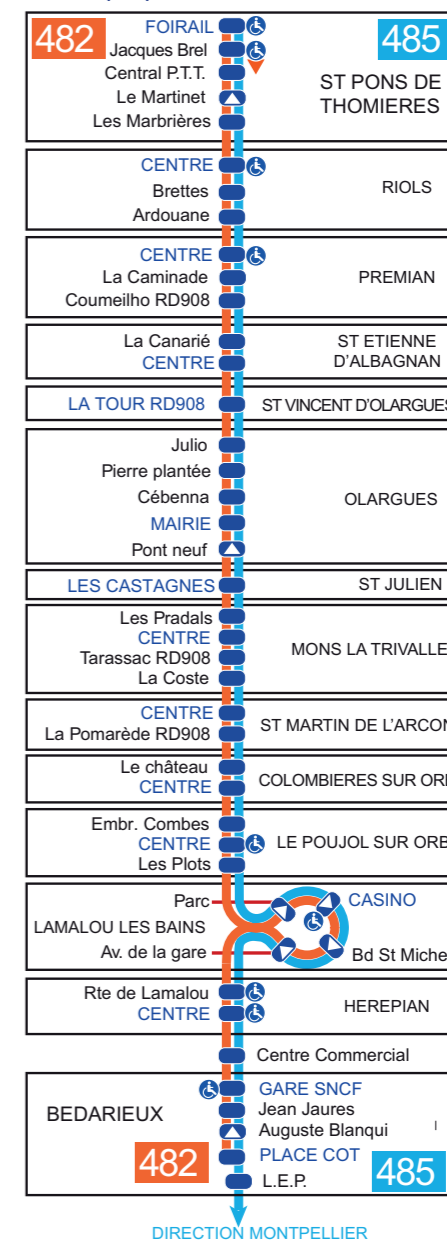 482
FOIRAIL
485
Jacques Brel
Central P.T.T.
Le Martinet
Les Marbrières
ST PONS DE
THOMIERES
CENTRE
Brettes
Ardouane
RIOLS
CENTRE
La Caminade
Coumeilho RD908
PREMIAN
La Canarié
CENTRE
ST ETIENNE
D'ALBAGNAN
LA TOUR RD908
ST VINCENT D'OLARGUES
Julio
Pierre plantée
Cébenna
MAIRIE
Pont neuf
OLARGUES
LES CASTAGNES
ST JULIEN
Les Pradals
CENTRE
Tarassac RD908
La Coste
MONS LA TRIVALLE
CENTRE
La Pomarède RD908
ST MARTIN DE L'ARCON
Le château
CENTRE
COLOMBIERES SUR OR
Embr. Combes
CENTRE
Les Plots
LE POUJOL SUR ORB
Parc
CASINO
LAMALOU LES BAINS
Av. de la gare
Bd St Miche
Rte de Lamalou
CENTRE
HEREPIAN
Centre Commercial
BEDARIEUX
GARE SNCF
Jean Jaures
Auguste Blanqui
PLACE COT
L.E.P.
482
485
DIRECTION MONTPELLIER